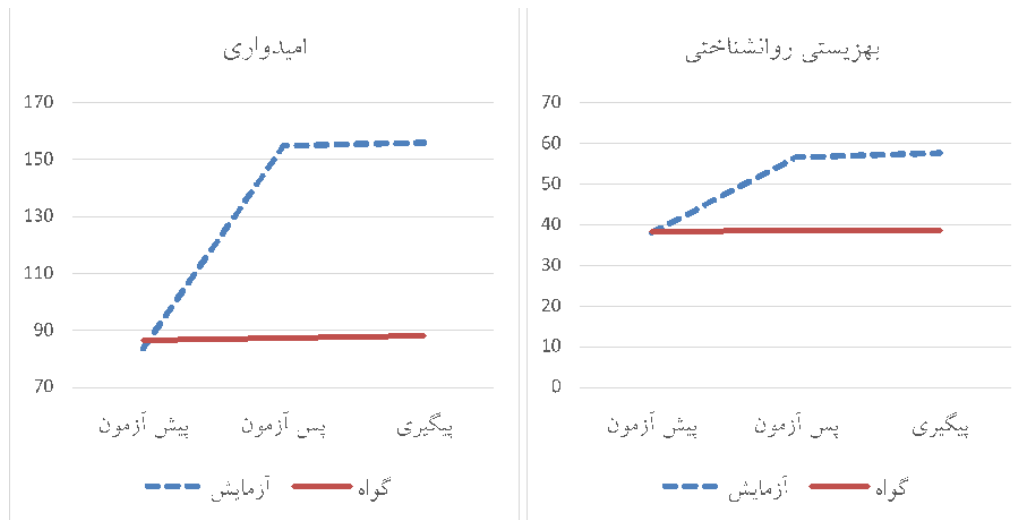 امیدواری
170
150
130
110
90
70
پیش آزمون پس آزمون پیگیری
آزمایش گواه
بهزیستی روانشناختی
70
60
50
40
30
20
10
0
پیش آزمون پس آزمون پیگیری
آزمایش گواه